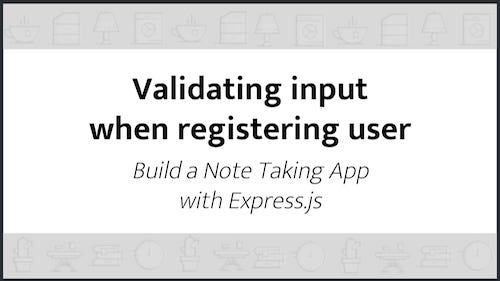 Validating input
when registering user
Build a Note Taking App
with Express.js